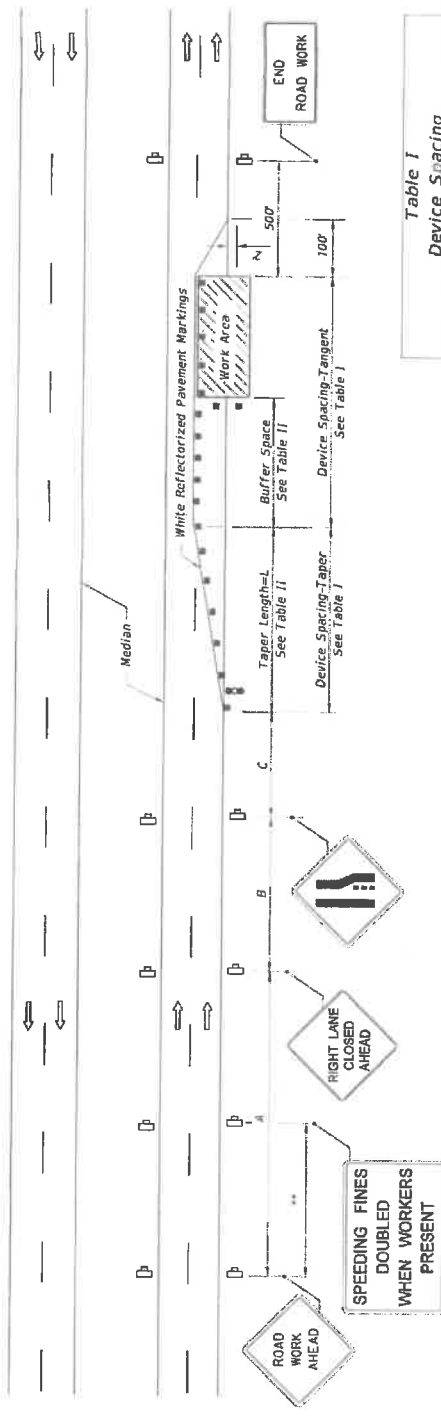 Median
White Reflectorized Pavement Markings
ROAD
WORK
AHEAD
SPEEDING FINES
DOUBLED
WHEN WORKERS
PRESENT
A
RIGHT LANE
CLOSED
AHEAD
B
C
Taper Length=L
See Table II
Buffer Space
See Table II
Device Spacing-Taper
See Table I
Device Spacing-Tangent
See Table I
Work Area
2'
100'
500'
END
ROAD WORK
Table I
Device Spacing